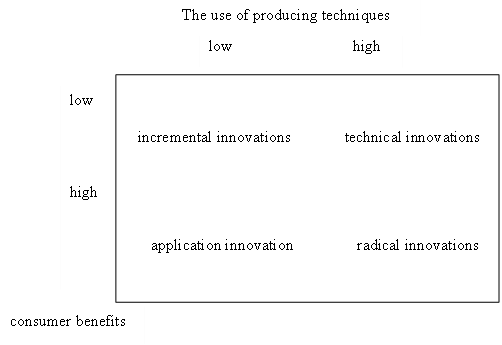 The use of producing techniques
low high
low
incremental innovations technical innovations
high
application innovation radical innovations
consumer benefits